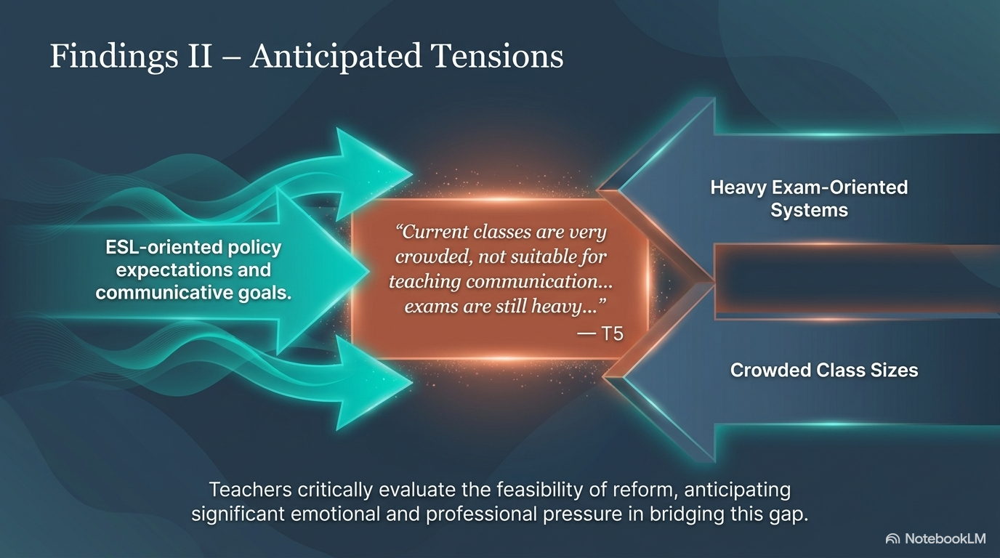 Findings II – Anticipated Tensions
ESL-oriented policy
expectations and
communicative goals.
“Current classes are very
crowded, not suitable for
teaching communication...
exams are still heavy...”
— T5
Heavy Exam-Oriented
Systems
Crowded Class Sizes
Teachers critically evaluate the feasibility of reform, anticipating
significant emotional and professional pressure in bridging this gap.
NotebookLM